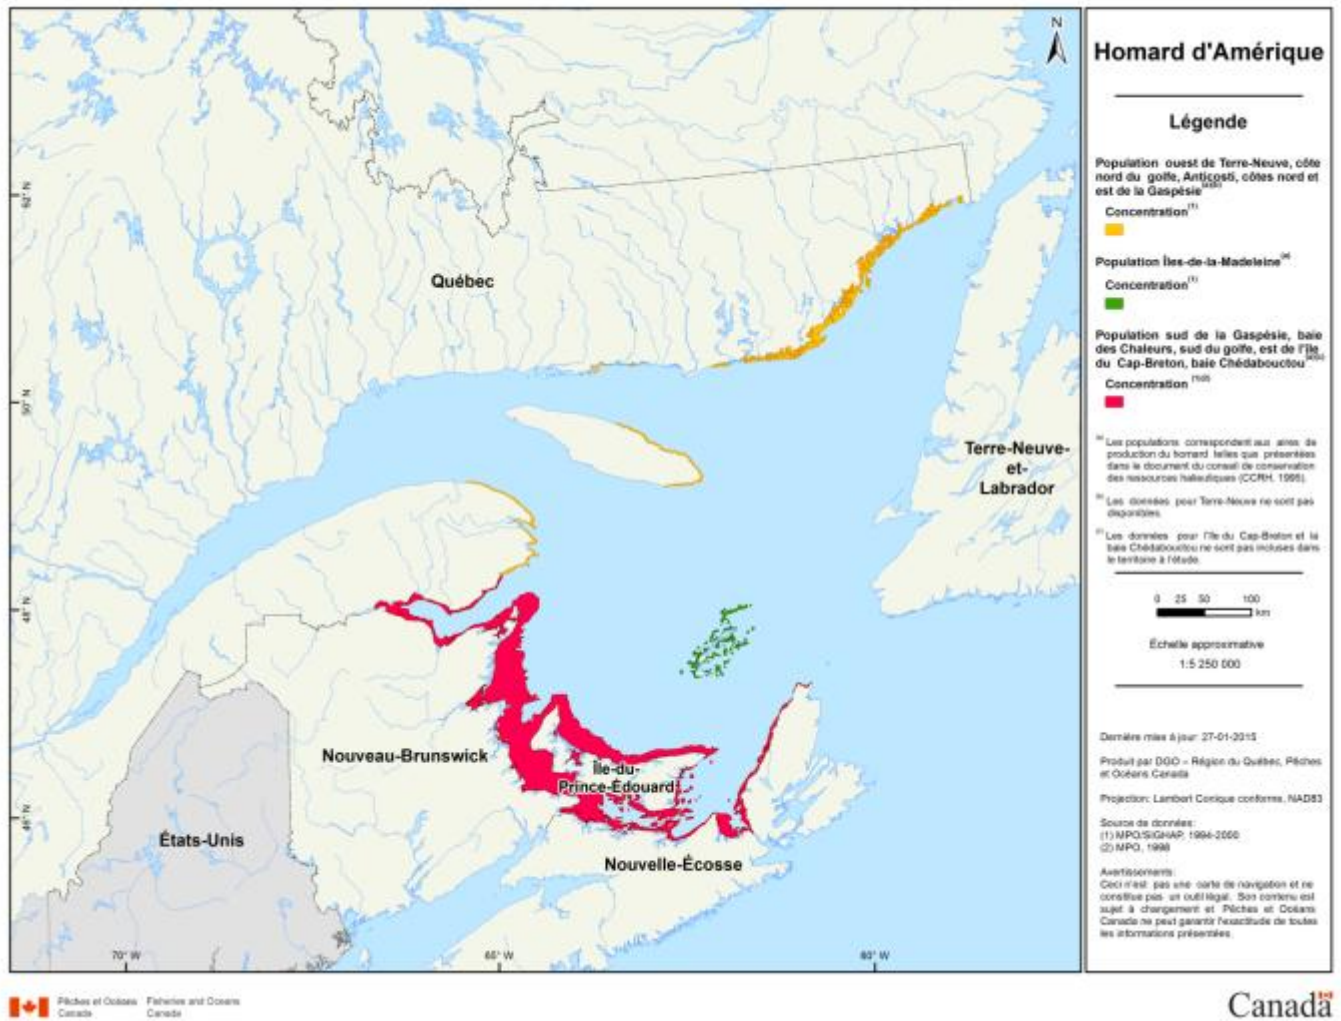 N
Homard d'Amérique
Légende
Population ouest de Terre-Neuve, côte
nord du golfe, Anticosti, côtes nord et
est de la Gaspésie
Concentration (1)
Population Îles-de-la-Madeleine (a)
Concentration (1)
Population sud de la Gaspésie, baie
des Chaleurs, sud du golfe, est de l'île
du Cap-Breton, baie Chédabouctou
Concentration
(a) Les populations correspondent aux aires de
production du homard telles que présentées
dans le document du conseil de conservation
des ressources halieutiques (CCRH, 1995).
(b) Les données pour Terre-Neuve ne sont pas
disponibles.
(c) Les données pour l'île du Cap-Breton et la
baie Chédabouctou ne sont pas incluses dans
le territoire à l'étude.
0 25 50 100
km
Échelle approximative
1:5 250 000
Dernière mise à jour: 27-01-2015
Produit par DGO – Région du Québec, Pêches
et Océans Canada
Projection: Lambert Conique conforme, NAD83
Source de données:
(1) MPO/SIGHAP, 1994-2000
(2) MPO, 1998
Avertissements:
Ceci n'est pas une carte de navigation et ne
constitue pas un outil légal. Son contenu est
sujet à changement et Pêches et Océans
Canada ne peut garantir l'exactitude de toutes
les informations présentées.
Québec
Terre-Neuve-
et-
Labrador
Nouveau-Brunswick
Île-du-
Prince-Édouard
États-Unis
Nouvelle-Écosse
52° N
50° N
48° N
46° N
70° W
65° W
60° W
Pêches et Océans Fisheries and Oceans
Canada Canada
Canada